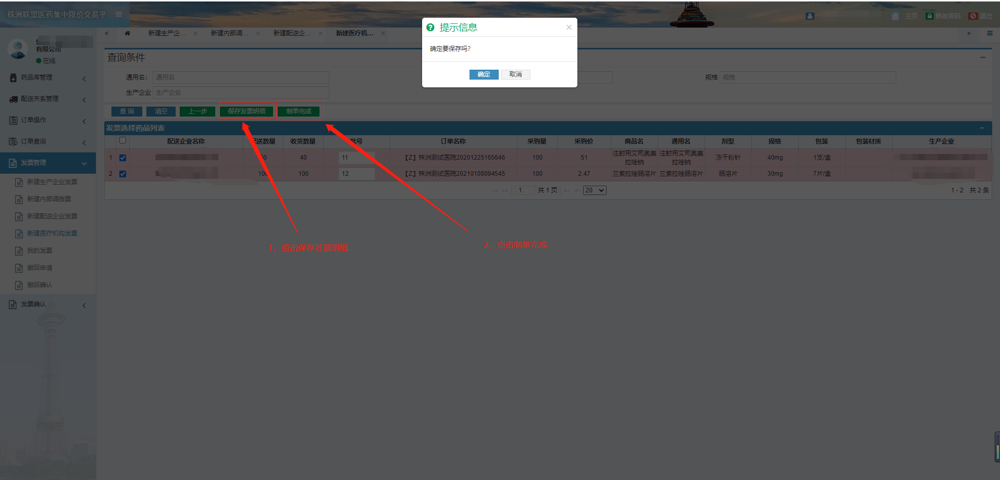 株洲联盟医药集中限价交易平
主页
修改密码
退出
有限公司
在线
药品库管理
配送关系管理
订单操作
订单查询
发票管理
新建生产企业发票
新建内部调拨票
新建配送企业发票
新建医疗机构发票
我的发票
撤回申请
撤回确认
发票确认
新建生产企... 新建内部调... 新建配送企... 新建医疗机...
提示信息
确定要保存吗?
确定 取消
查询条件
通用名: 通用名 规格 规格
生产企业 生产企业
查 询 清空 上一步 保存发票明细 制单完成
发票选择药品列表
配送企业名称 配送数量 收货数量 批号 订单名称 采购量 采购价 商品名 通用名 剂型 规格 包装 包装材质 生产企业
1 40 11 【Z】株洲测试医院20201225165646 100 51 注射用艾司奥美拉唑钠 注射用艾司奥美拉唑钠 冻干粉针 40mg 1支/盒
2 100 100 12 【Z】株洲测试医院20210108094545 100 2.47 兰索拉唑肠溶片 兰索拉唑肠溶片 肠溶片 30mg 7片/盒
1 共 1 页 20 1 - 2 共 2 条
1、点击保存发票明细
2、点击制单完成